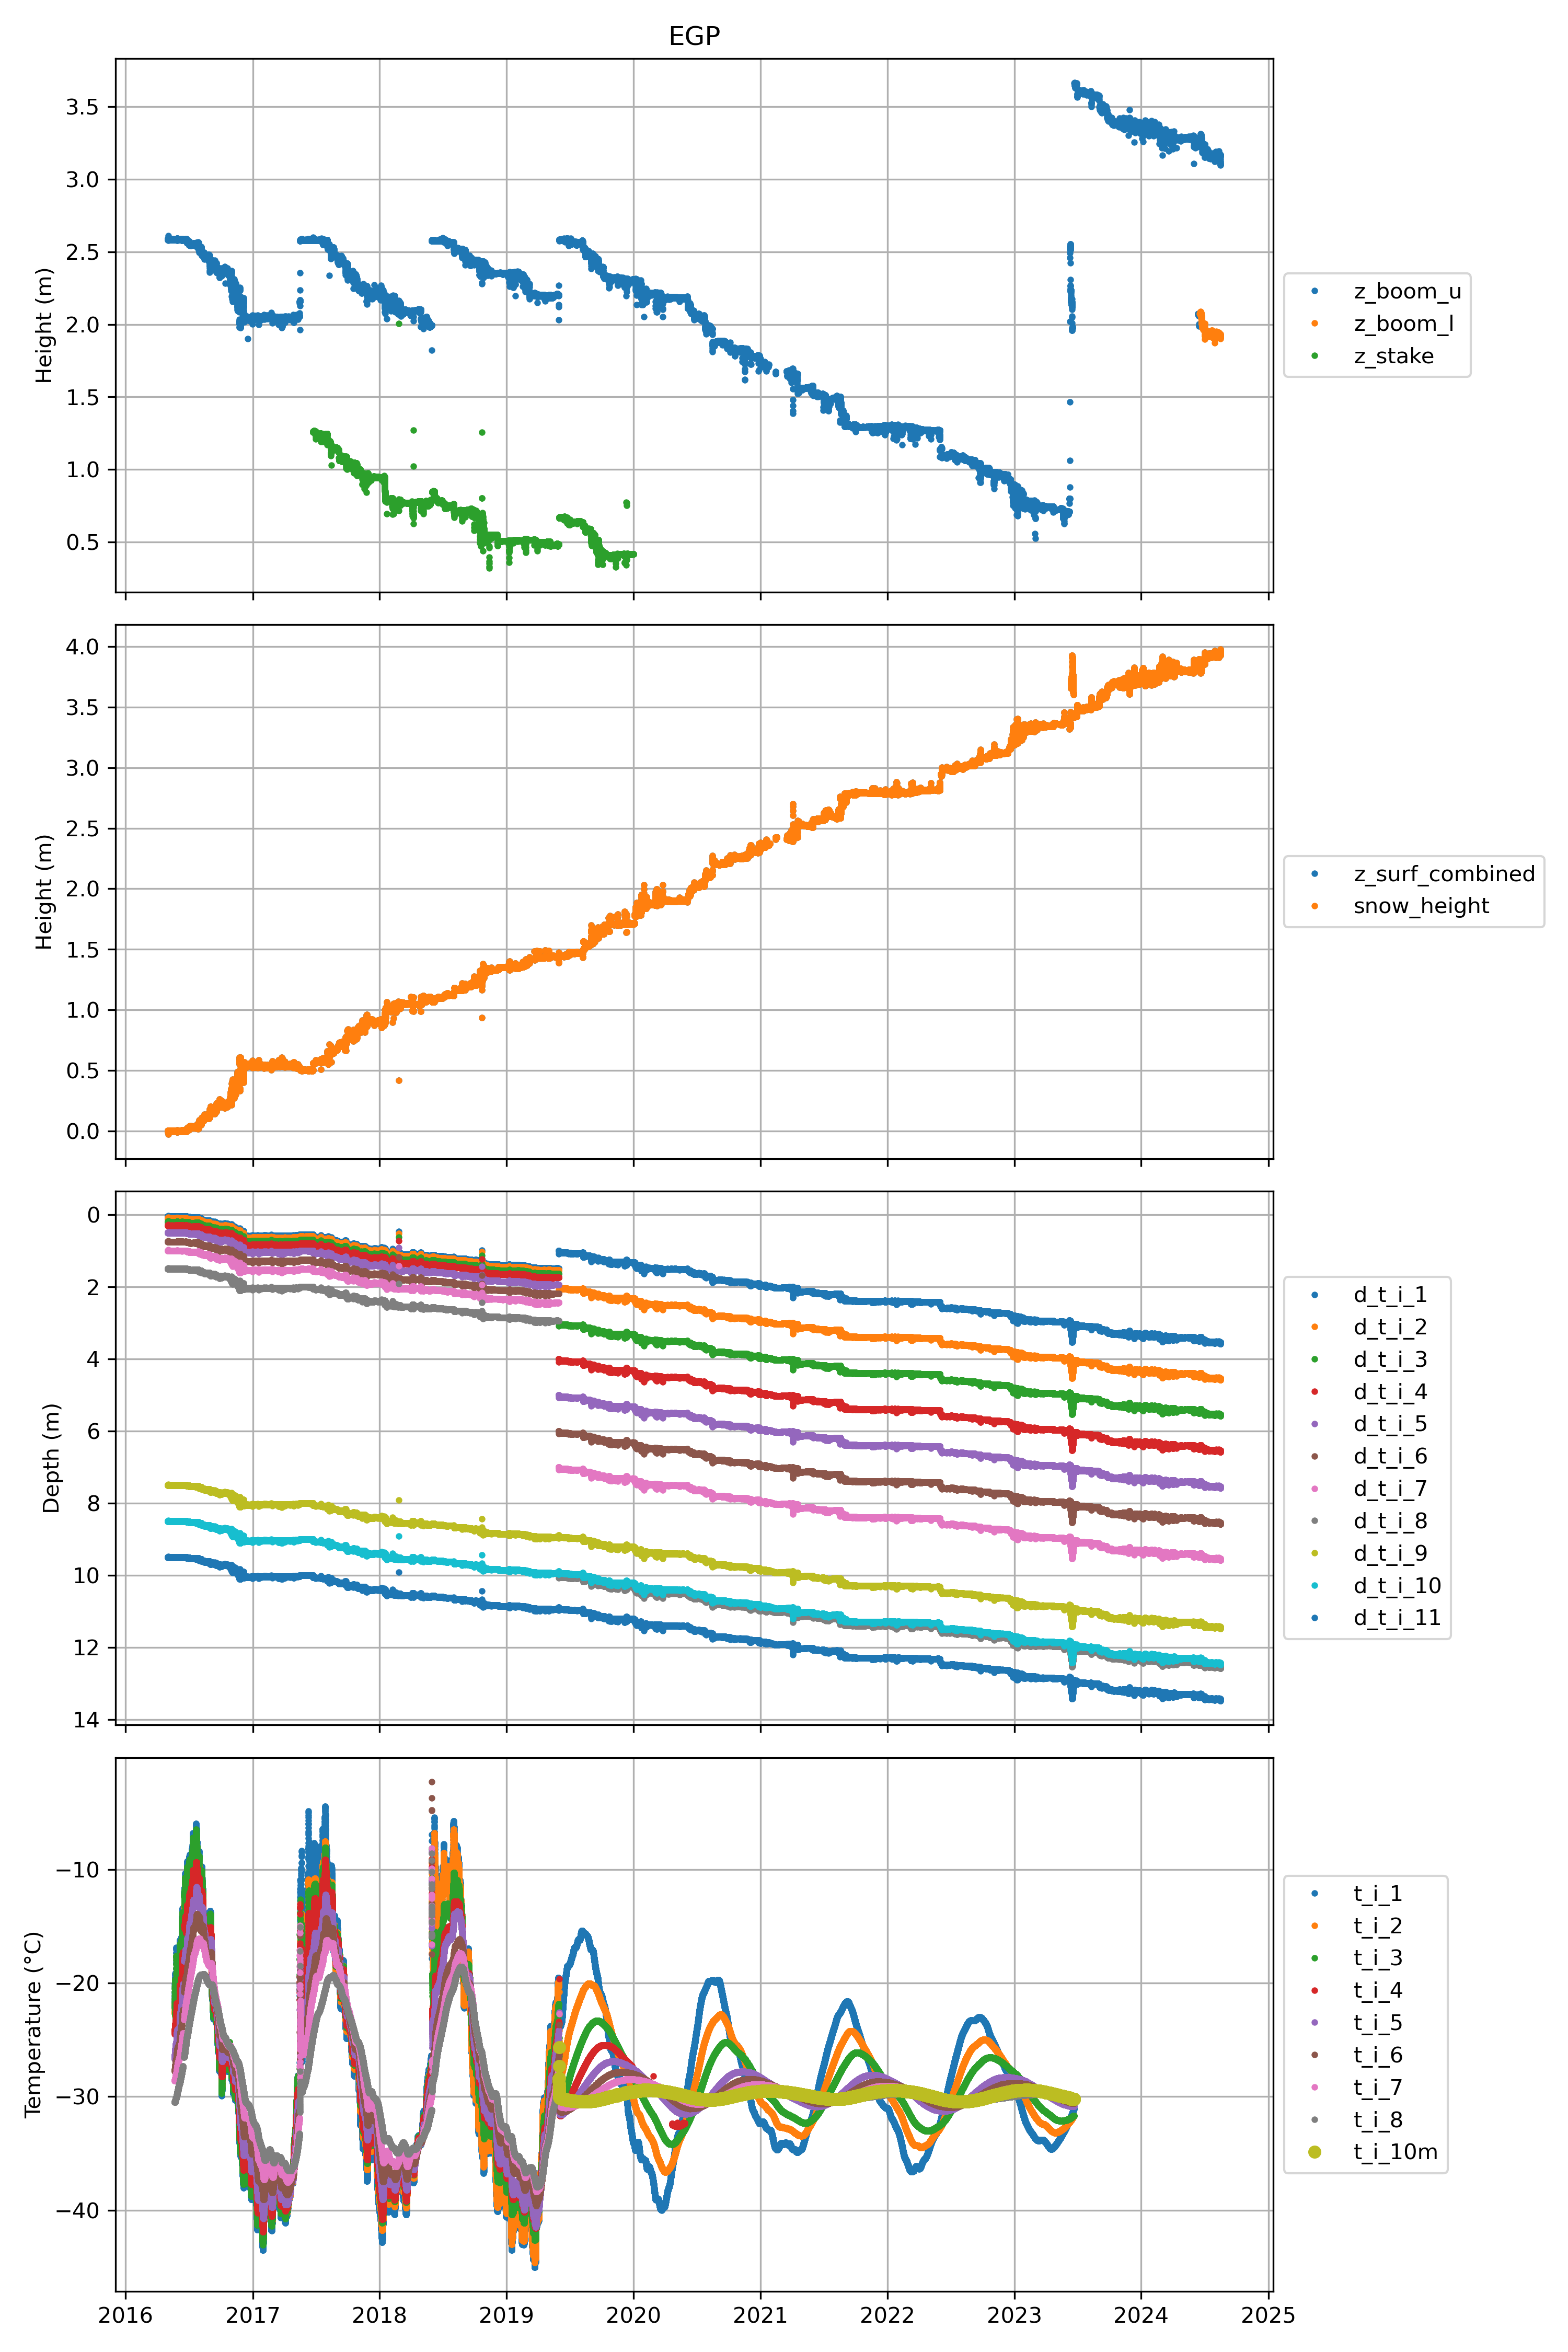 EGP
Height (m)
3.5
3.0
2.5
2.0
1.5
1.0
0.5
z_boom_u
z_boom_l
z_stake
Height (m)
4.0
3.5
3.0
2.5
2.0
1.5
1.0
0.5
0.0
z_surf_combined
snow_height
Depth (m)
0
2
4
6
8
10
12
14
d_t_i_1
d_t_i_2
d_t_i_3
d_t_i_4
d_t_i_5
d_t_i_6
d_t_i_7
d_t_i_8
d_t_i_9
d_t_i_10
d_t_i_11
Temperature (°C)
−10
−20
−30
−40
t_i_1
t_i_2
t_i_3
t_i_4
t_i_5
t_i_6
t_i_7
t_i_8
t_i_10m
2016 2017 2018 2019 2020 2021 2022 2023 2024 2025